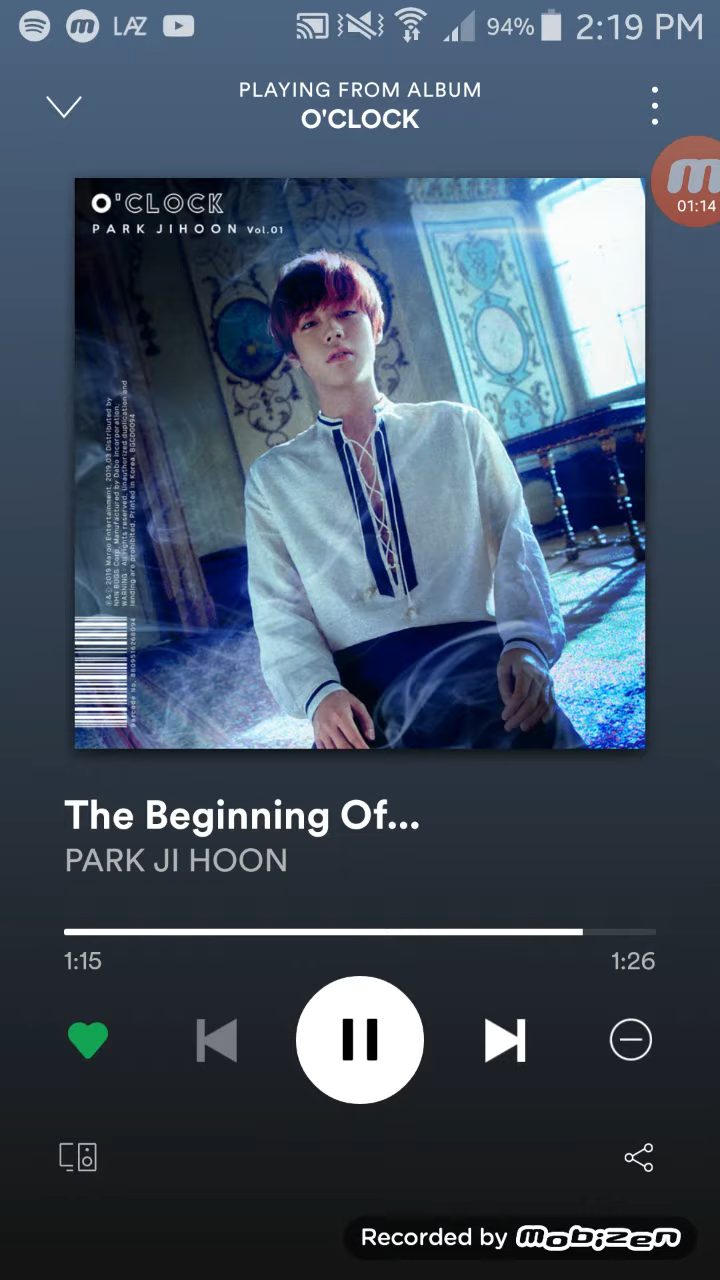 LAZ 94% 2:19 PM
PLAYING FROM ALBUM
O'CLOCK
m
01:14
O'CLOCK
PARK JIHOON Vol.01
The Beginning Of...
PARK JI HOON
1:15
1:26
Recorded by mobizen